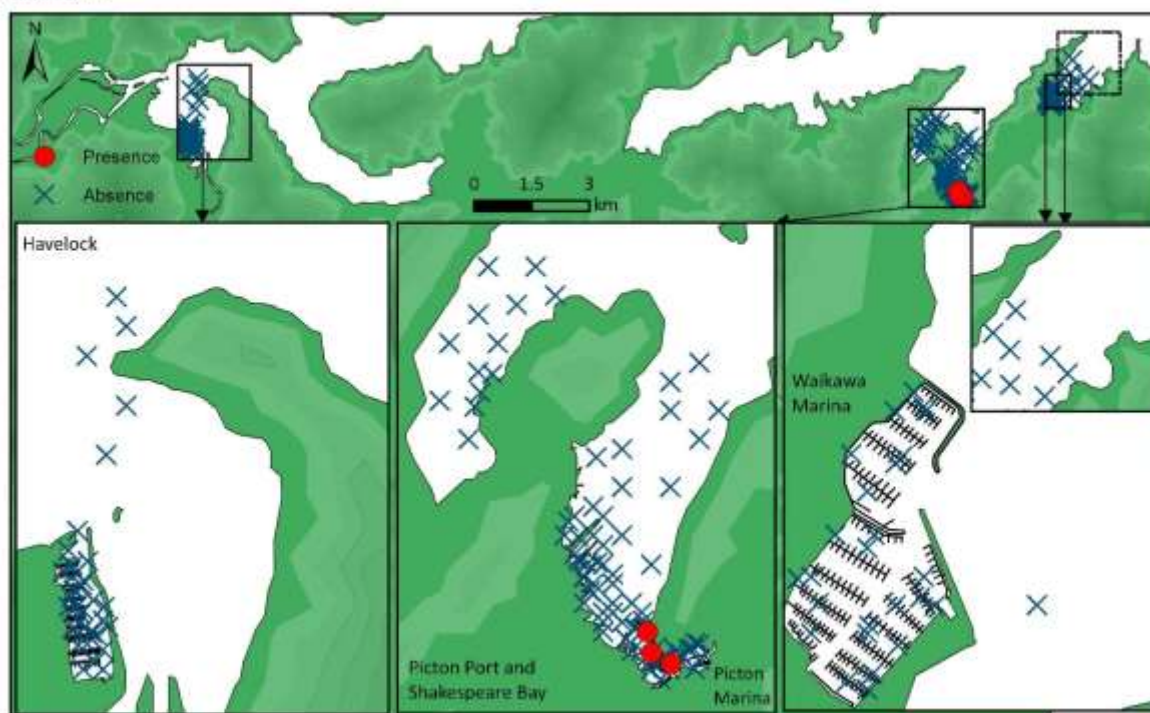 N
Presence
Absence
0 1.5 3
km
Havelock
Picton Port and
Shakespeare Bay
Picton
Marina
Waikawa
Marina